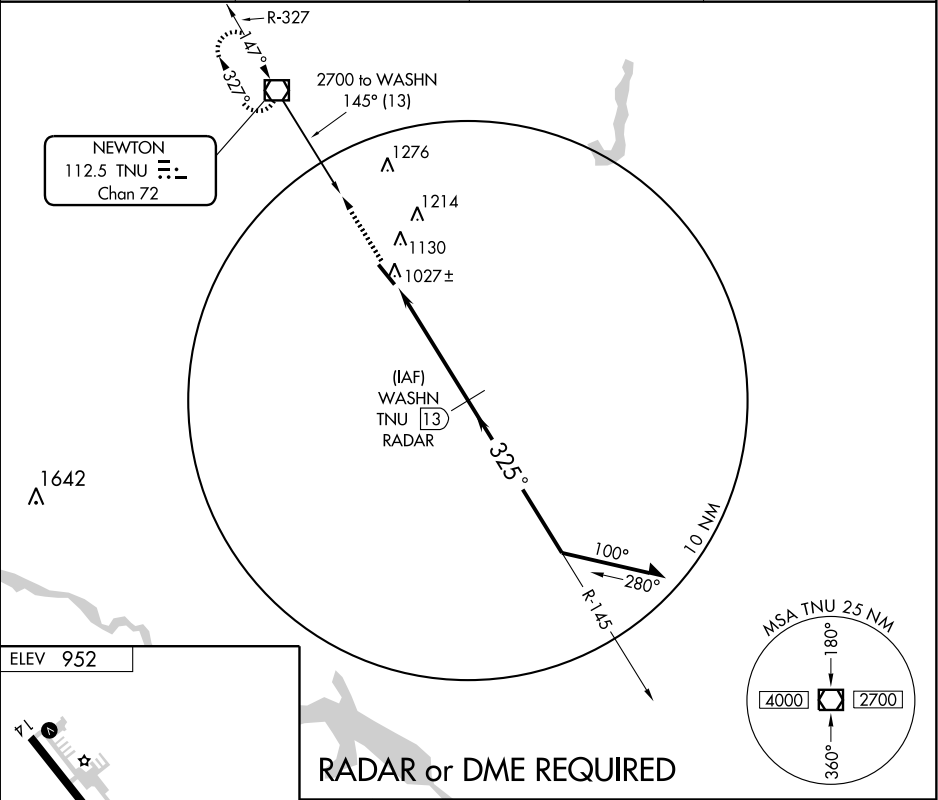 R-327
147°
327°
2700 to WASHN
145° (13)
NEWTON
112.5 TNU
Chan 72
1276
1214
1130
1027±
(IAF)
WASHN
TNU 13
RADAR
325°
1642
10 NM
100°
280°
R-145
MSA TNU 25 NM
180°
4000
2700
360°
ELEV 952
14
V
RADAR or DME REQUIRED